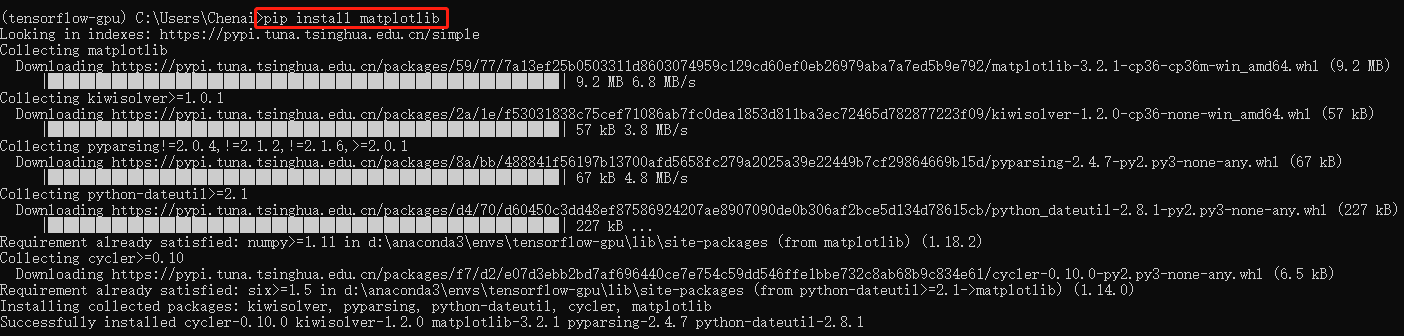 (tensorflow-gpu) C:\Users\Chenai>pip install matplotlib
Looking in indexes: https://pypi.tuna.tsinghua.edu.cn/simple
Collecting matplotlib
  Downloading https://pypi.tuna.tsinghua.edu.cn/packages/59/77/7a13ef25b0503311d8603074959c129cd60ef0eb26979aba7a7ed5b9e792/matplotlib-3.2.1-cp36-cp36m-win_amd64.whl (9.2 MB)
     |████████████████████████████████| 9.2 MB 6.8 MB/s
Collecting kiwisolver>=1.0.1
  Downloading https://pypi.tuna.tsinghua.edu.cn/packages/2a/1e/f53031838c75cef71086ab7fc0dea1853d811ba3ec72465d782877223f09/kiwisolver-1.2.0-cp36-none-win_amd64.whl (57 kB)
     |████████████████████████████████| 57 kB 3.8 MB/s
Collecting pyparsing!=2.0.4,!=2.1.2,!=2.1.6,>=2.0.1
  Downloading https://pypi.tuna.tsinghua.edu.cn/packages/8a/bb/488841f56197b13700afd5658fc279a2025a39e22449b7cf29864669b15d/pyparsing-2.4.7-py2.py3-none-any.whl (67 kB)
     |████████████████████████████████| 67 kB 4.8 MB/s
Collecting python-dateutil>=2.1
  Downloading https://pypi.tuna.tsinghua.edu.cn/packages/d4/70/d60450c3dd48ef87586924207ae8907090de0b306af2bce5d134d78615cb/python_dateutil-2.8.1-py2.py3-none-any.whl (227 kB)
     |████████████████████████████████| 227 kB ...
Requirement already satisfied: numpy>=1.11 in d:\anaconda3\envs\tensorflow-gpu\lib\site-packages (from matplotlib) (1.18.2)
Collecting cycler>=0.10
  Downloading https://pypi.tuna.tsinghua.edu.cn/packages/f7/d2/e07d3ebb2bd7af696440ce7e754c59dd546ffe1bbe732c8ab68b9c834e61/cycler-0.10.0-py2.py3-none-any.whl (6.5 kB)
Requirement already satisfied: six>=1.5 in d:\anaconda3\envs\tensorflow-gpu\lib\site-packages (from python-dateutil>=2.1->matplotlib) (1.14.0)
Installing collected packages: kiwisolver, pyparsing, python-dateutil, cycler, matplotlib
Successfully installed cycler-0.10.0 kiwisolver-1.2.0 matplotlib-3.2.1 pyparsing-2.4.7 python-dateutil-2.8.1